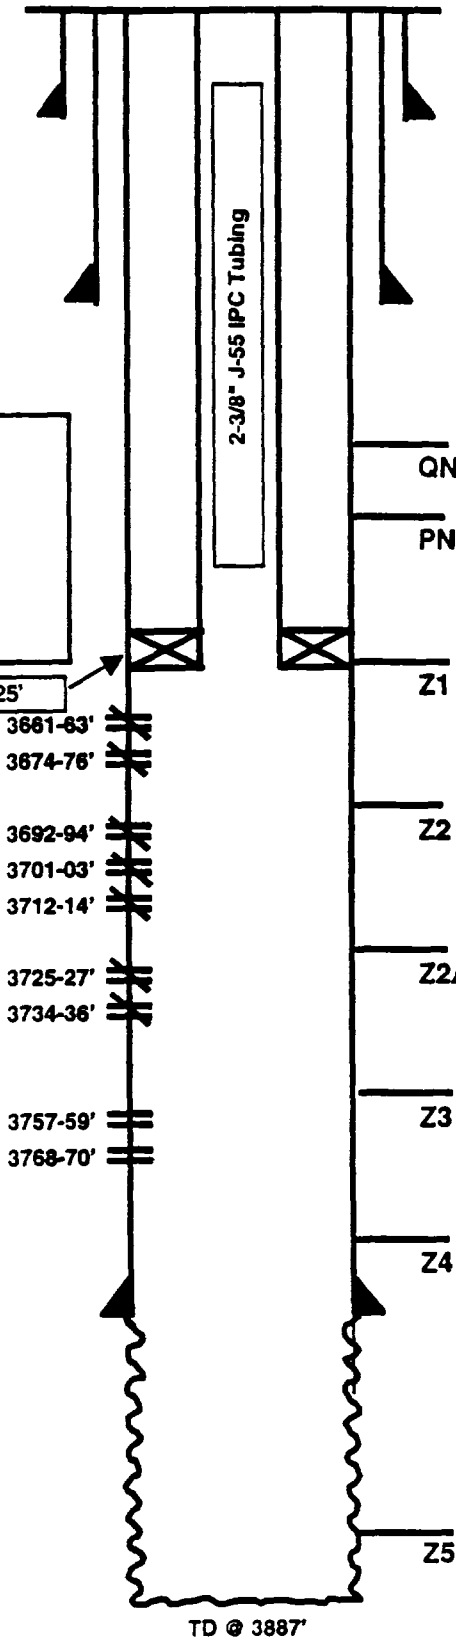 2-3/8" J-55 IPC Tubing
QN
PN
Z1
25'
3661-63'
3674-76'
Z2
3692-94'
3701-03'
3712-14'
Z2A
3725-27'
3734-36'
Z3
3757-59'
3768-70'
Z4
Z5
TD @ 3887'